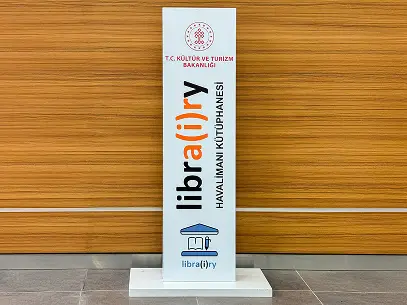 T.C. KÜLTÜR VE TURİZM
BAKANLIĞI
libra(i)ry
HAVALİMANI KÜTÜPHANESİ
libra(i)ry